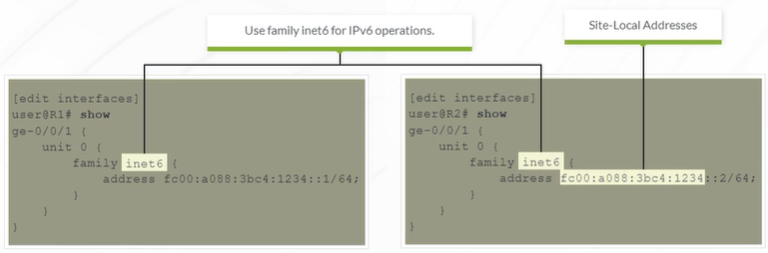 Use family inet6 for IPv6 operations.
Site-Local Addresses
[edit interfaces]
user@R1# show
ge-0/0/1 {
unit 0 {
family inet6 {
address fc00:a088:3bc4:1234::1/64;
}
}
}
[edit interfaces]
user@R2# show
ge-0/0/1 {
unit 0 {
family inet6 {
address fc00:a088:3bc4:1234::2/64;
}
}
}